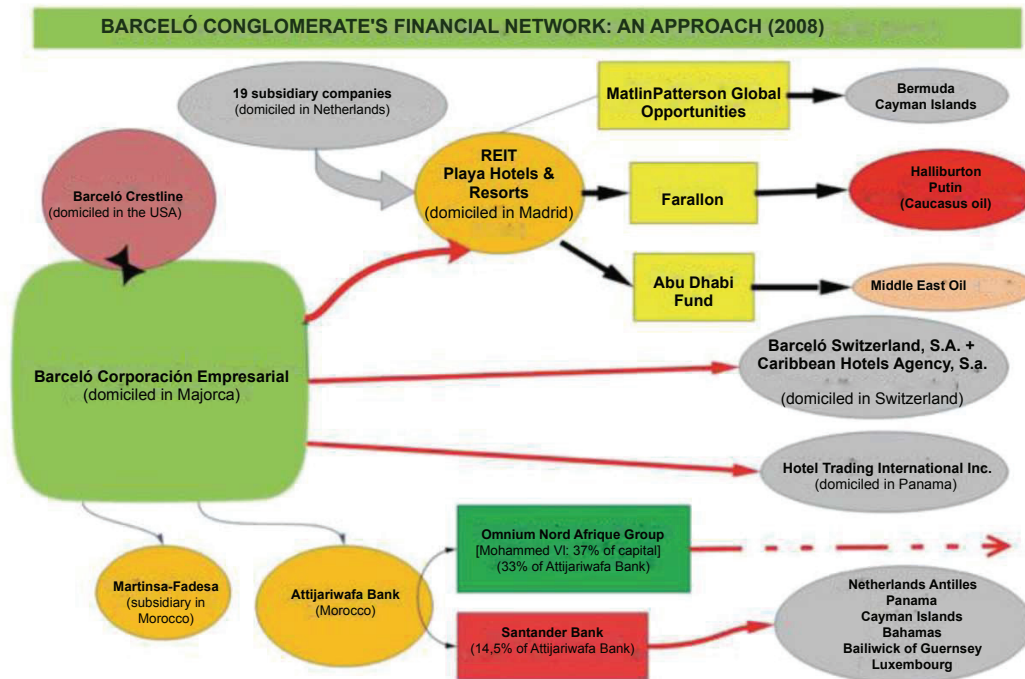 BARCELÓ CONGLOMERATE'S FINANCIAL NETWORK: AN APPROACH (2008)
19 subsidiary companies
(domiciled in Netherlands)
MatlinPatterson Global
Opportunities
Bermuda
Cayman Islands
Barceló Crestline
(domiciled in the USA)
REIT
Playa Hotels &
Resorts
(domiciled in Madrid)
Farallon
Halliburton
Putin
(Caucasus oil)
Abu Dhabi
Fund
Middle East Oil
Barceló Corporación Empresarial
(domiciled in Majorca)
Barceló Switzerland, S.A. +
Caribbean Hotels Agency, S.a.
(domiciled in Switzerland)
Hotel Trading International Inc.
(domiciled in Panama)
Martinsa-Fadesa
(subsidiary in
Morocco)
Attijariwafa Bank
(Morocco)
Omnium Nord Afrique Group
[Mohammed VI: 37% of capital]
(33% of Attijariwafa Bank)
Santander Bank
(14,5% of Attijariwafa Bank)
Netherlands Antilles
Panama
Cayman Islands
Bahamas
Bailiwick of Guernsey
Luxembourg